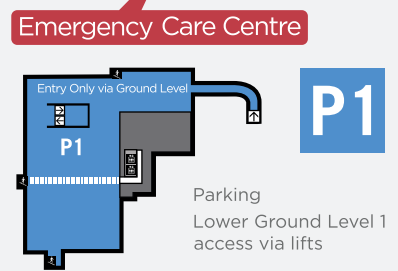 Emergency Care Centre
Entry Only via Ground Level
P1
P1
Parking
Lower Ground Level 1
access via lifts